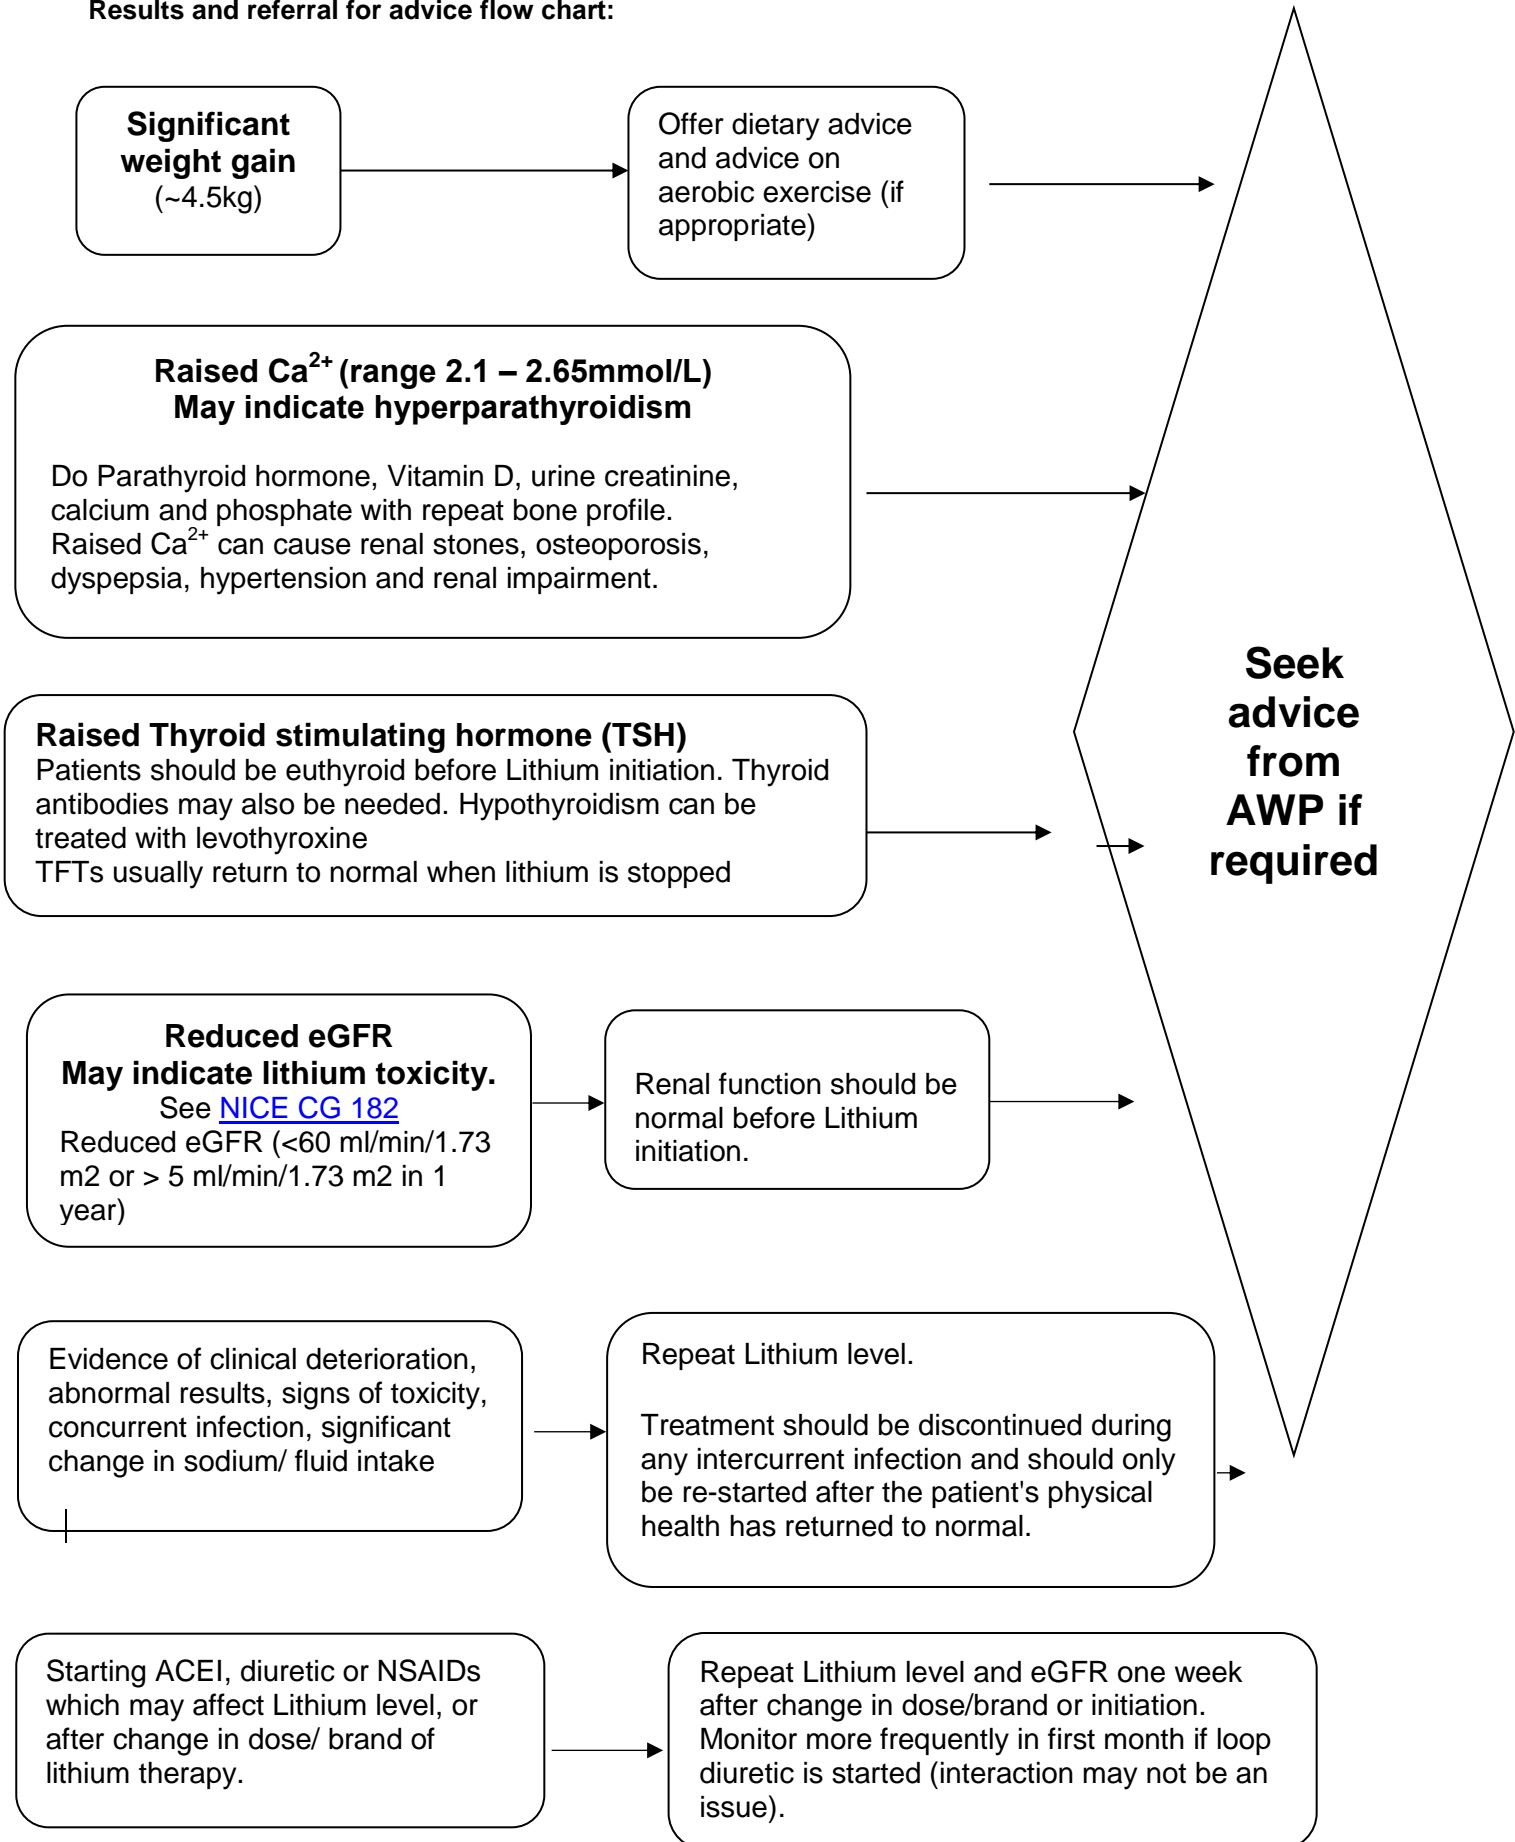 Results and referral for advice flow chart:
Significant
weight gain
(~4.5kg)
Offer dietary advice
and advice on
aerobic exercise (if
appropriate)
Raised Ca²⁺ (range 2.1 – 2.65mmol/L)
May indicate hyperparathyroidism
Do Parathyroid hormone, Vitamin D, urine creatinine,
calcium and phosphate with repeat bone profile.
Raised Ca²⁺ can cause renal stones, osteoporosis,
dyspepsia, hypertension and renal impairment.
Raised Thyroid stimulating hormone (TSH)
Patients should be euthyroid before Lithium initiation. Thyroid
antibodies may also be needed. Hypothyroidism can be
treated with levothyroxine
TFTs usually return to normal when lithium is stopped
Seek
advice
from
AWP if
required
Reduced eGFR
May indicate lithium toxicity.
See NICE CG 182
Reduced eGFR (<60 ml/min/1.73
m2 or > 5 ml/min/1.73 m2 in 1
year)
Renal function should be
normal before Lithium
initiation.
Evidence of clinical deterioration,
abnormal results, signs of toxicity,
concurrent infection, significant
change in sodium/ fluid intake
Repeat Lithium level.
Treatment should be discontinued during
any intercurrent infection and should only
be re-started after the patient's physical
health has returned to normal.
Starting ACEI, diuretic or NSAIDs
which may affect Lithium level, or
after change in dose/ brand of
lithium therapy.
Repeat Lithium level and eGFR one week
after change in dose/brand or initiation.
Monitor more frequently in first month if loop
diuretic is started (interaction may not be an
issue).